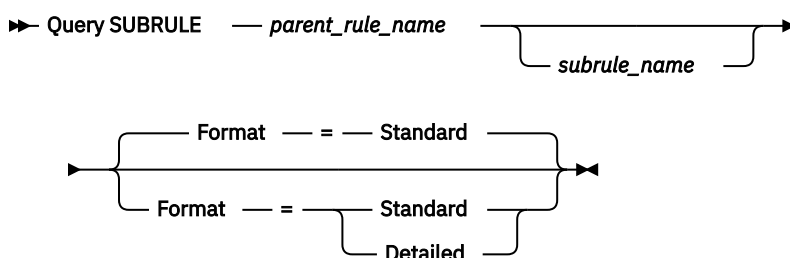 Query SUBRULE parent_rule_name
subrule_name
Format = Standard
Format = Standard
Detailed